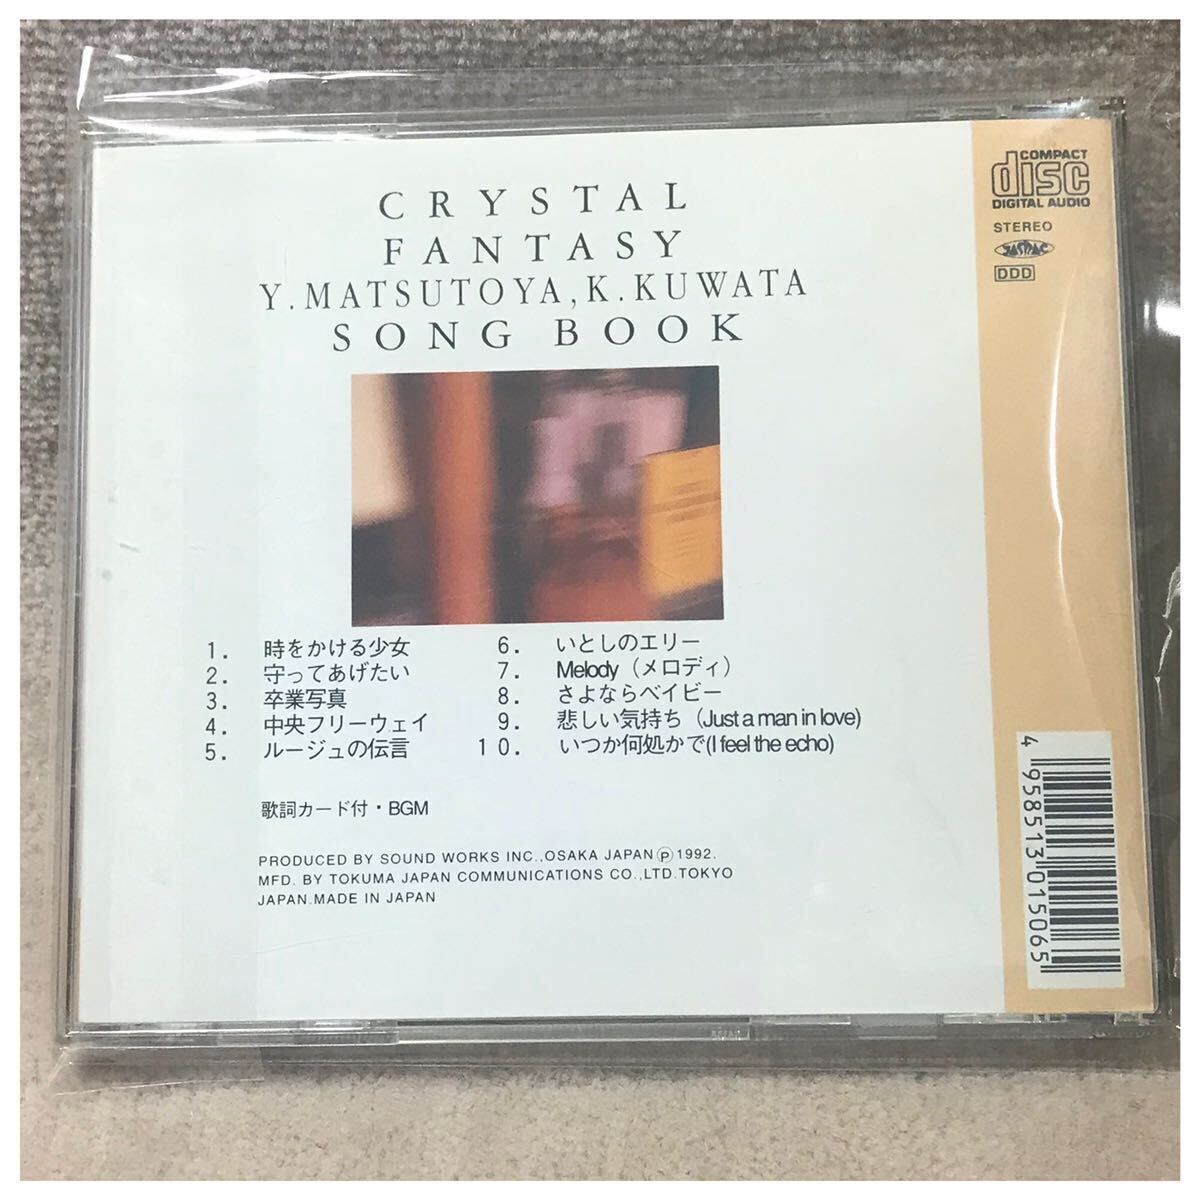 CRYSTAL
FANTASY
Y.MATSUTOYA,K.KUWATA
SONG BOOK
COMPACT
disc
DIGITAL AUDIO
STEREO
JASRAC
DDD
1. 時をかける少女
2. 守ってあげたい
3. 卒業写真
4. 中央フリーウェイ
5. ルージュの伝言
6. いとしのエリー
7. Melody（メロディ）
8. さよならベイビー
9. 悲しい気持ち（Just a man in love)
10. いつか何処かで(I feel the echo)
歌詞カード付・BGM
PRODUCED BY SOUND WORKS INC.,OSAKA JAPAN Ⓟ 1992.
MFD. BY TOKUMA JAPAN COMMUNICATIONS CO.,LTD.TOKYO
JAPAN.MADE IN JAPAN
4 958513 015065